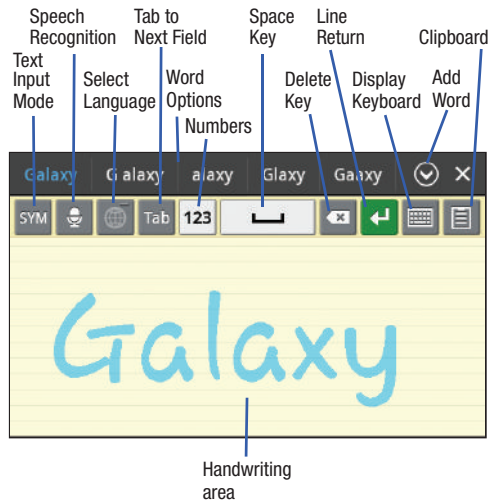 Speech Recognition
Tab to Next Field
Space Key
Line Return
Clipboard
Text Input Mode
Select Language
Word Options
Numbers
Delete Key
Display Keyboard
Add Word
Galaxy G alaxy alaxy Glaxy Gaaxy
SYM Tab 123
Galaxy
Handwriting area